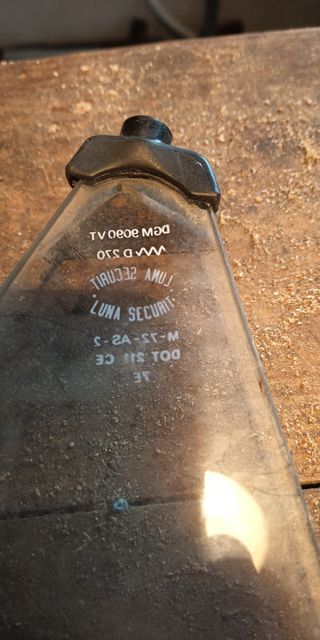 DGM 9090 VT
D 270
LUNA SECURIT
LUNA SECURIT
M-72-AS-2
DOT 211 CE
7E